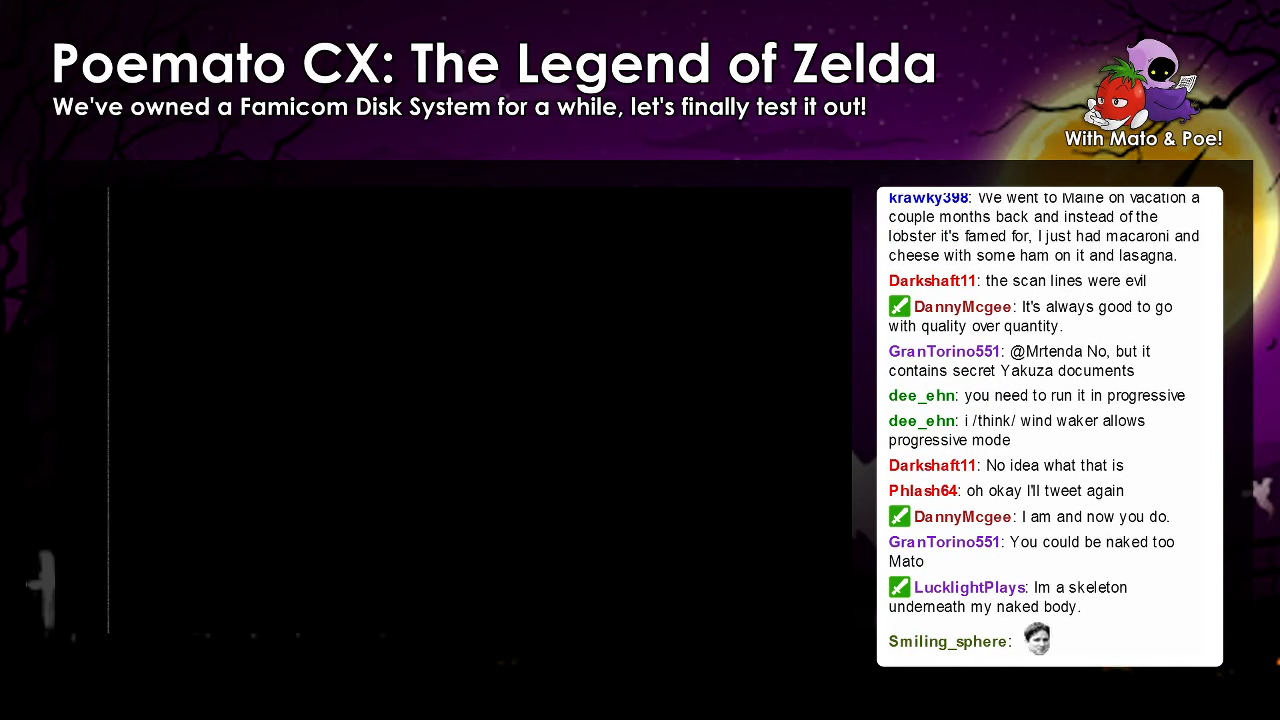 Poemato CX: The Legend of Zelda
We've owned a Famicom Disk System for a while, let's finally test it out!
With Mato & Poe!
krawky398: We went to Maine on vacation a
couple months back and instead of the
lobster it's famed for, I just had macaroni and
cheese with some ham on it and lasagna.
Darkshaft11: the scan lines were evil
DannyMcgee: It's always good to go
with quality over quantity.
GranTorino551: @Mrtenda No, but it
contains secret Yakuza documents
dee_ehn: you need to run it in progressive
dee_ehn: i /think/ wind waker allows
progressive mode
Darkshaft11: No idea what that is
Phlash64: oh okay I'll tweet again
DannyMcgee: I am and now you do.
GranTorino551: You could be naked too
Mato
LucklightPlays: Im a skeleton
underneath my naked body.
Smiling_sphere: